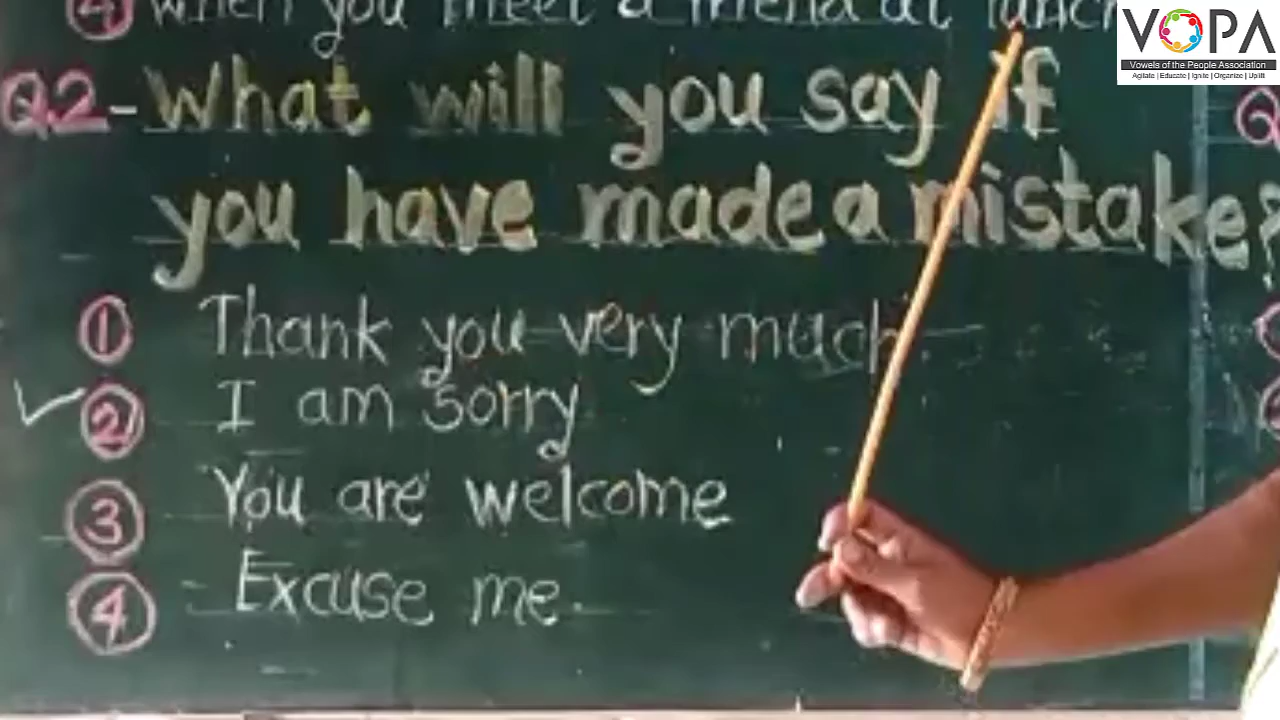 ④ When you meet a friend at lunch
VOPA
Vowels of the People Association
Agitate | Educate | Ignite | Organize | Uplift
Q2- What will you say if
you have made a mistake?
① Thank you very much.
② I am sorry
③ You are welcome
④ Excuse me.
Q